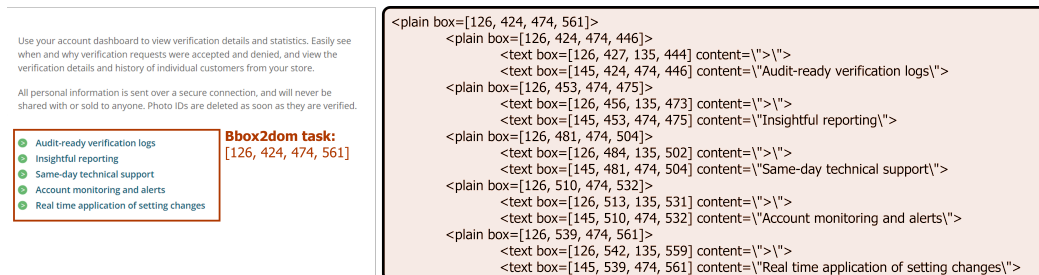 Use your account dashboard to view verification details and statistics. Easily see
when and why verification requests were accepted and denied, and view the
verification details and history of individual customers from your store.
All personal information is sent over a secure connection, and will never be
shared with or sold to anyone. Photo IDs are deleted as soon as they are verified.
> Audit-ready verification logs
> Insightful reporting
> Same-day technical support
> Account monitoring and alerts
> Real time application of setting changes
Bbox2dom task:
[126, 424, 474, 561]
<plain box=[126, 424, 474, 561]>
<plain box=[126, 424, 474, 446]>
<text box=[126, 427, 135, 444] content=\">\">
<text box=[145, 424, 474, 446] content=\"Audit-ready verification logs\">
<plain box=[126, 453, 474, 475]>
<text box=[126, 456, 135, 473] content=\">\">
<text box=[145, 453, 474, 475] content=\"Insightful reporting\">
<plain box=[126, 481, 474, 504]>
<text box=[126, 484, 135, 502] content=\">\">
<text box=[145, 481, 474, 504] content=\"Same-day technical support\">
<plain box=[126, 510, 474, 532]>
<text box=[126, 513, 135, 531] content=\">\">
<text box=[145, 510, 474, 532] content=\"Account monitoring and alerts\">
<plain box=[126, 539, 474, 561]>
<text box=[126, 542, 135, 559] content=\">\">
<text box=[145, 539, 474, 561] content=\"Real time application of setting changes\">